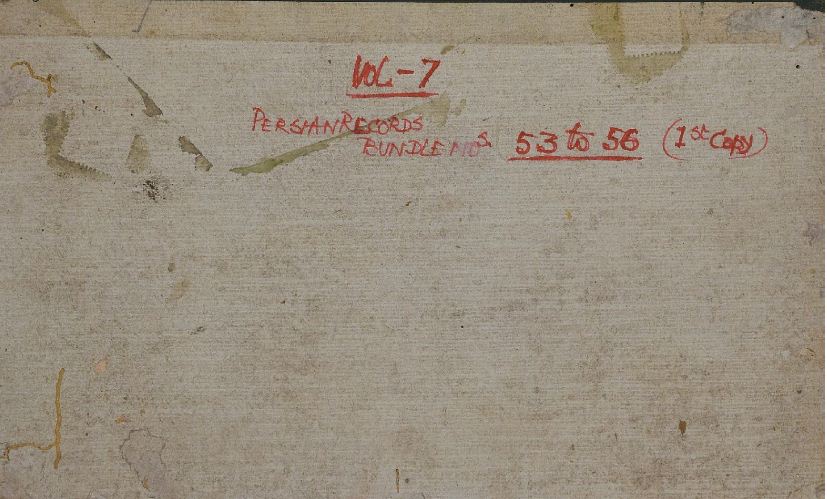 VOL-7
PERSIAN RECORDS
BUNDLE NOS. 53 to 56 (1st Copy)